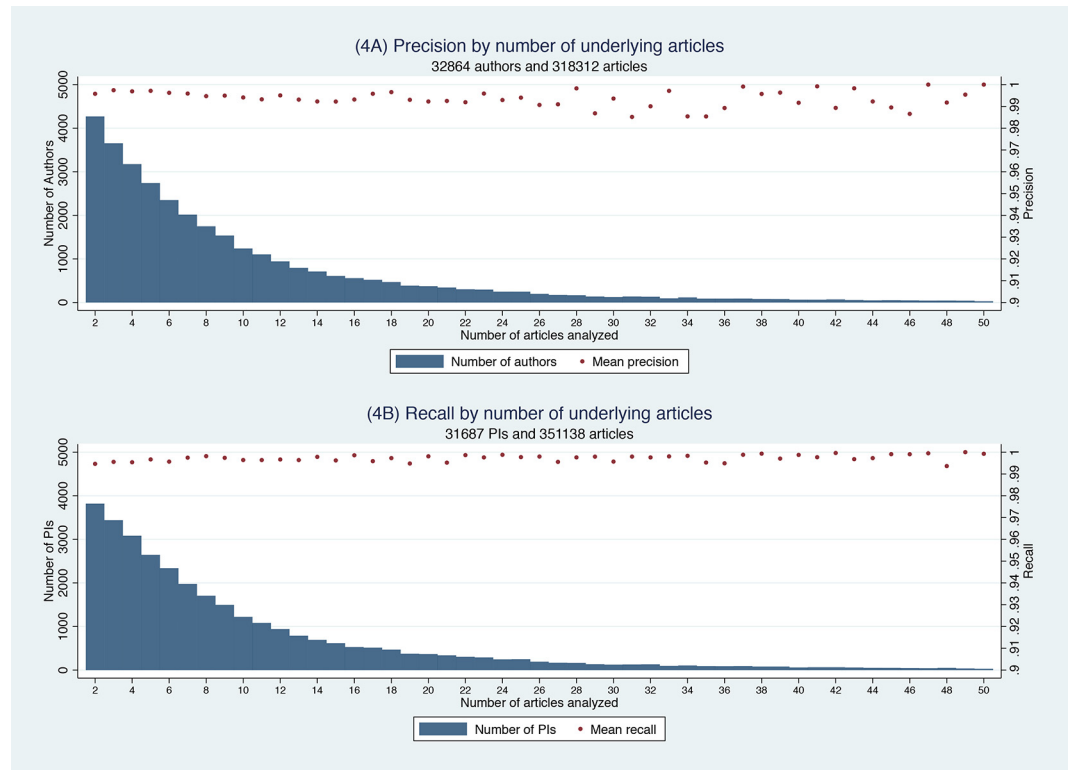 (4A) Precision by number of underlying articles
32864 authors and 318312 articles
Number of Authors
5000
4000
3000
2000
1000
0
1
.99
.98
.97
.96
.95
.94
.93
.92
.91
.9
Precision
2 4 6 8 10 12 14 16 18 20 22 24 26 28 30 32 34 36 38 40 42 44 46 48 50
Number of articles analyzed
Number of authors Mean precision
(4B) Recall by number of underlying articles
31687 PIs and 351138 articles
Number of PIs
5000
4000
3000
2000
1000
0
1
.99
.98
.97
.96
.95
.94
.93
.92
.91
.9
Recall
2 4 6 8 10 12 14 16 18 20 22 24 26 28 30 32 34 36 38 40 42 44 46 48 50
Number of articles analyzed
Number of PIs Mean recall